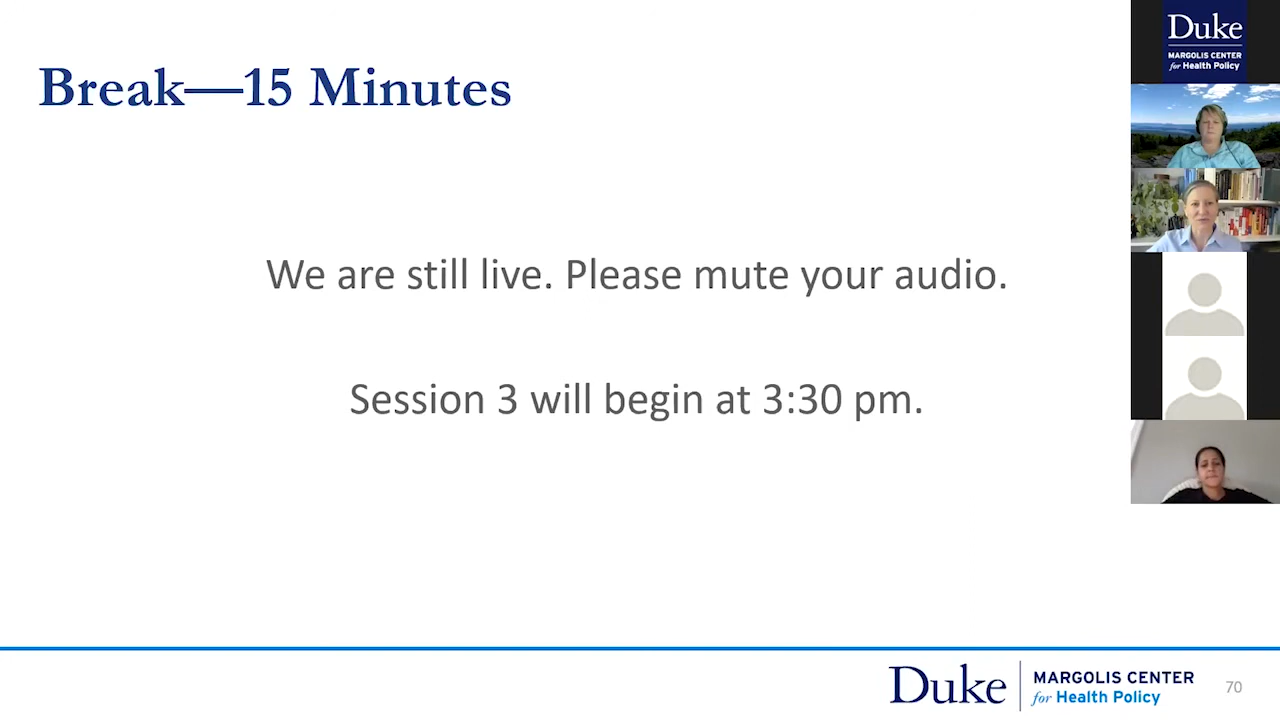 Break—15 Minutes
We are still live. Please mute your audio.
Session 3 will begin at 3:30 pm.
Duke
MARGOLIS CENTER
for Health Policy
70
Duke
MARGOLIS CENTER
for Health Policy